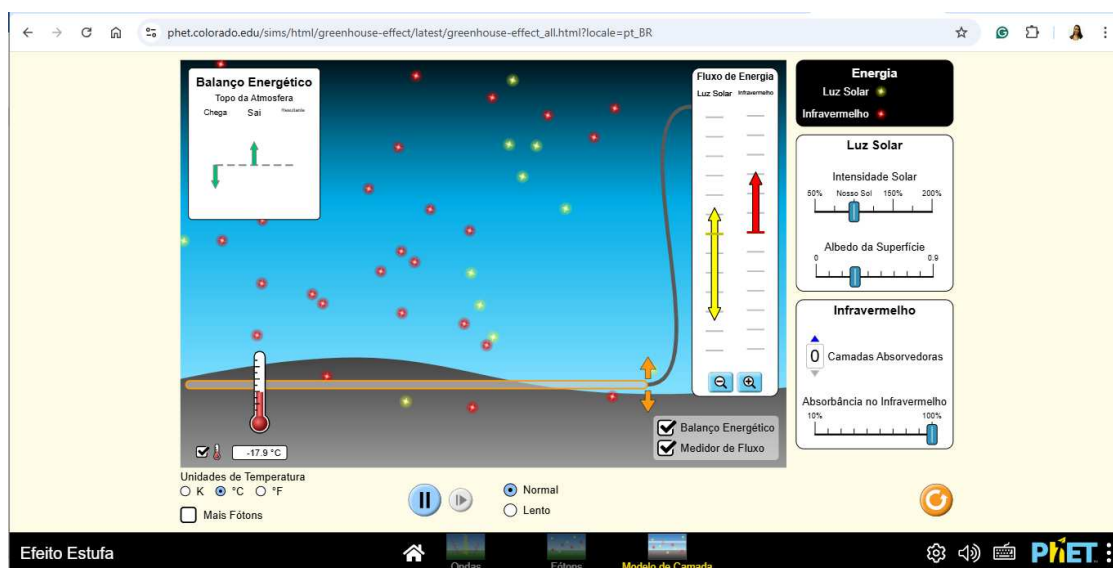 phet.colorado.edu/sims/html/greenhouse-effect/latest/greenhouse-effect_all.html?locale=pt_BR
Balanço Energético
Topo da Atmosfera
Chega Sai Resultante
Fluxo de Energia
Luz Solar Infravermelho
Energia
Luz Solar
Infravermelho
Luz Solar
Intensidade Solar
50% Nosso Sol 150% 200%
Albedo da Superfície
0 0.9
Infravermelho
0 Camadas Absorvedoras
Absorbância no Infravermelho
10% 100%
Balanço Energético
Medidor de Fluxo
-17.9 °C
Unidades de Temperatura
K °C °F
Mais Fótons
Normal
Lento
Efeito Estufa
Ondas
Fótons
Modelo de Camada
PhET